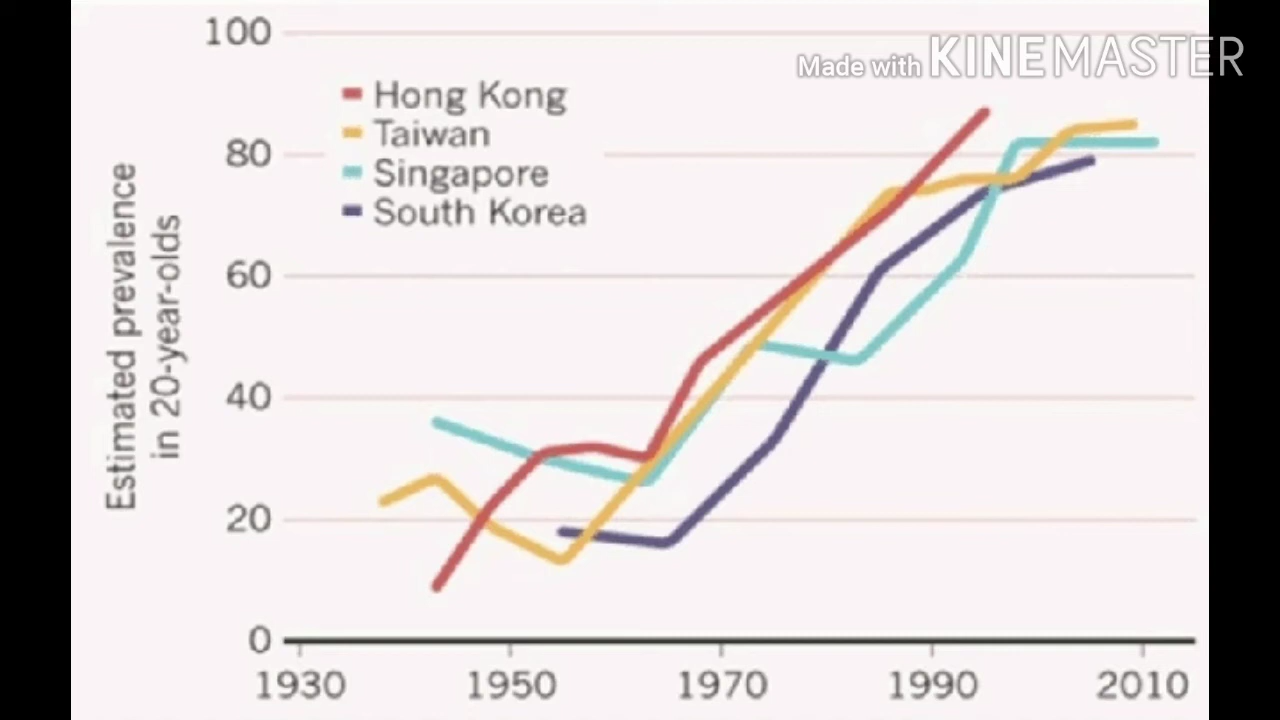 Made with KINEMASTER
100
80
60
40
20
0
Estimated prevalence
in 20-year-olds
Hong Kong
Taiwan
Singapore
South Korea
1930 1950 1970 1990 2010